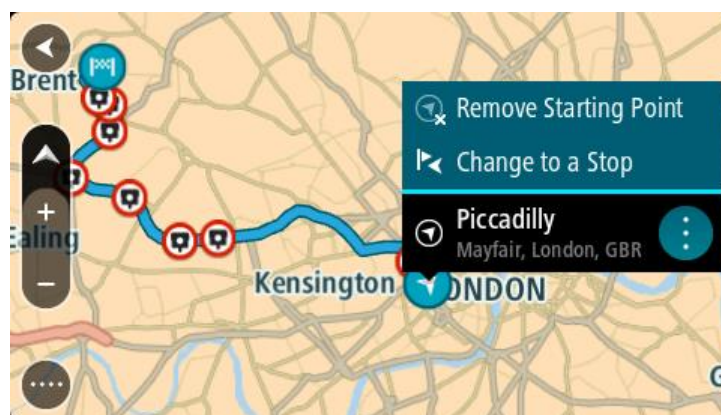 Brent
Remove Starting Point
Change to a Stop
Piccadilly
Mayfair, London, GBR
Ealing
Kensington
ONDON
G